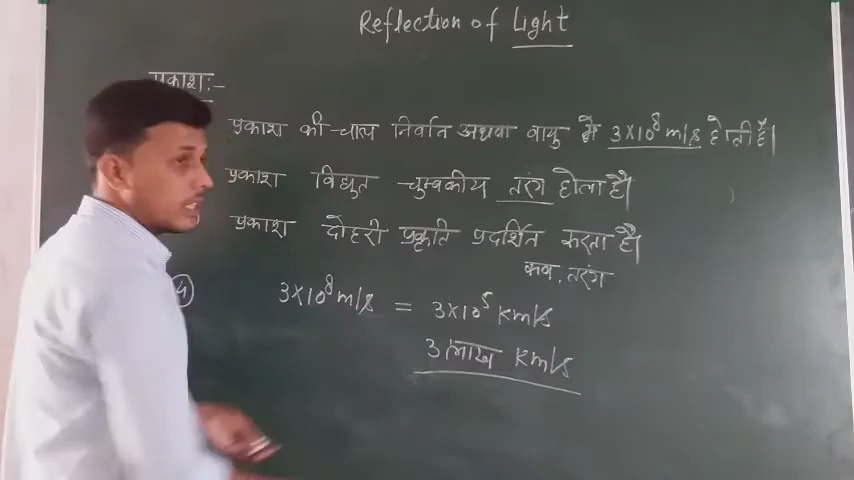 Reflection of Light
प्रकाश:-
प्रकाश की चाल निर्वात अथवा वायु में 3×10⁸ m/s होती है।
प्रकाश विद्युत चुम्बकीय तरंग होता है।
प्रकाश दोहरी प्रकृति प्रदर्शित करता है।
कण, तरंग
④ 3×10⁸ m/s = 3×10⁵ km/s
3 लाख km/s